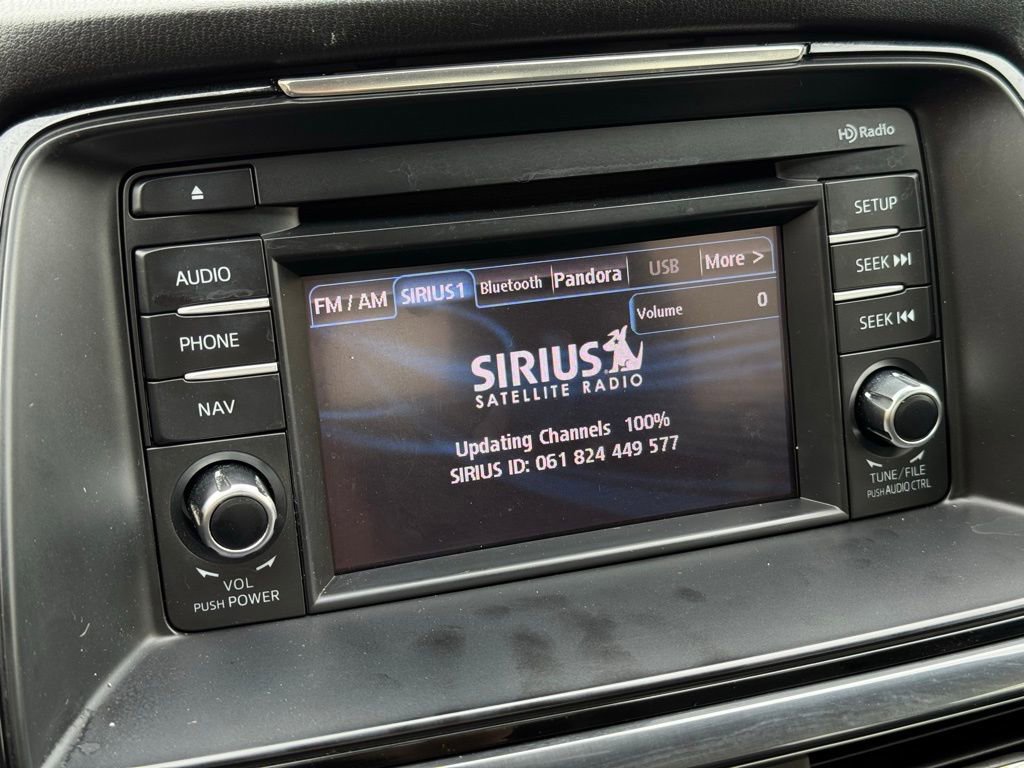 HD Radio
AUDIO
PHONE
NAV
VOL
PUSH POWER
FM / AM
SIRIUS1
Bluetooth
Pandora
USB
More >
Volume 0
SIRIUS
SATELLITE RADIO
Updating Channels 100%
SIRIUS ID: 061 824 449 577
SETUP
SEEK
SEEK
TUNE/FILE
PUSH AUDIO CTRL